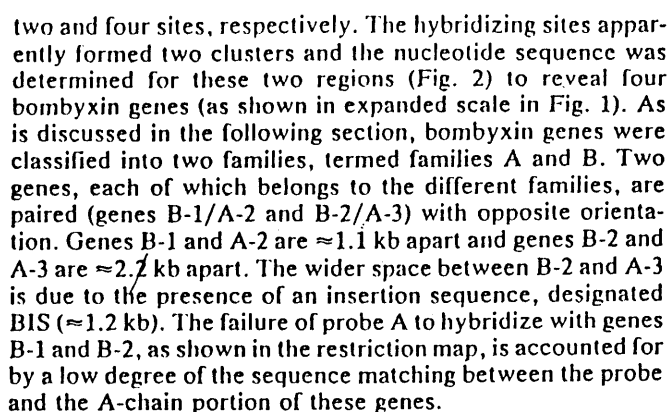 two and four sites, respectively. The hybridizing sites appar-
ently formed two clusters and the nucleotide sequence was
determined for these two regions (Fig. 2) to reveal four
bombyxin genes (as shown in expanded scale in Fig. 1). As
is discussed in the following section, bombyxin genes were
classified into two families, termed families A and B. Two
genes, each of which belongs to the different families, are
paired (genes B-1/A-2 and B-2/A-3) with opposite orienta-
tion. Genes B-1 and A-2 are ≈1.1 kb apart and genes B-2 and
A-3 are ≈2.2 kb apart. The wider space between B-2 and A-3
is due to the presence of an insertion sequence, designated
BIS (≈1.2 kb). The failure of probe A to hybridize with genes
B-1 and B-2, as shown in the restriction map, is accounted for
by a low degree of the sequence matching between the probe
and the A-chain portion of these genes.